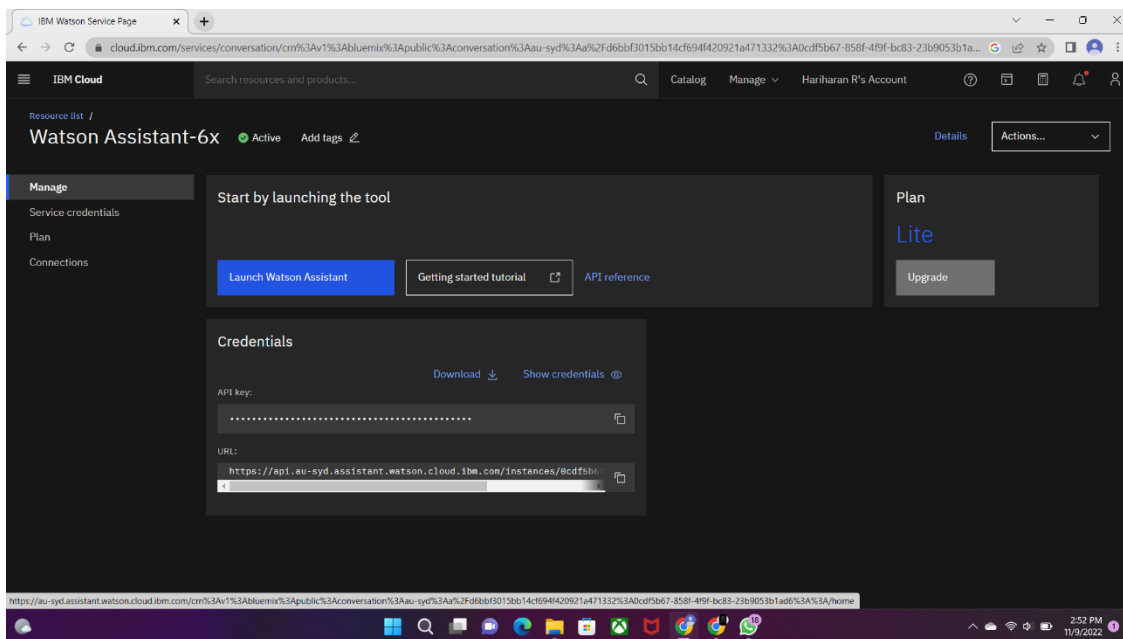 IBM Watson Service Page
cloud.ibm.com/services/conversation/crn%3Av1%3Abluemix%3Apublic%3Aconversation%3Aau-syd%3Aa%2Fd6bbf3015bb14cf694f420921a471332%3A0cdf5b67-858f-4f9f-bc83-23b9053b1a...
IBM Cloud
Search resources and products...
Catalog
Manage
Hariharan R's Account
Resource list /
Watson Assistant-6x
Active
Add tags
Details
Actions...
Manage
Service credentials
Plan
Connections
Start by launching the tool
Launch Watson Assistant
Getting started tutorial
API reference
Plan
Lite
Upgrade
Credentials
Download
Show credentials
API key:
URL:
https://api.au-syd.assistant.watson.cloud.ibm.com/instances/0cdf5b6
https://au-syd.assistant.watson.cloud.ibm.com/crn%3Av1%3Abluemix%3Apublic%3Aconversation%3Aau-syd%3Aa%2Fd6bbf3015bb14cf694f420921a471332%3A0cdf5b67-858f-4f9f-bc83-23b9053b1ad6%3A%3A/home
18
2:52 PM
11/9/2022
1